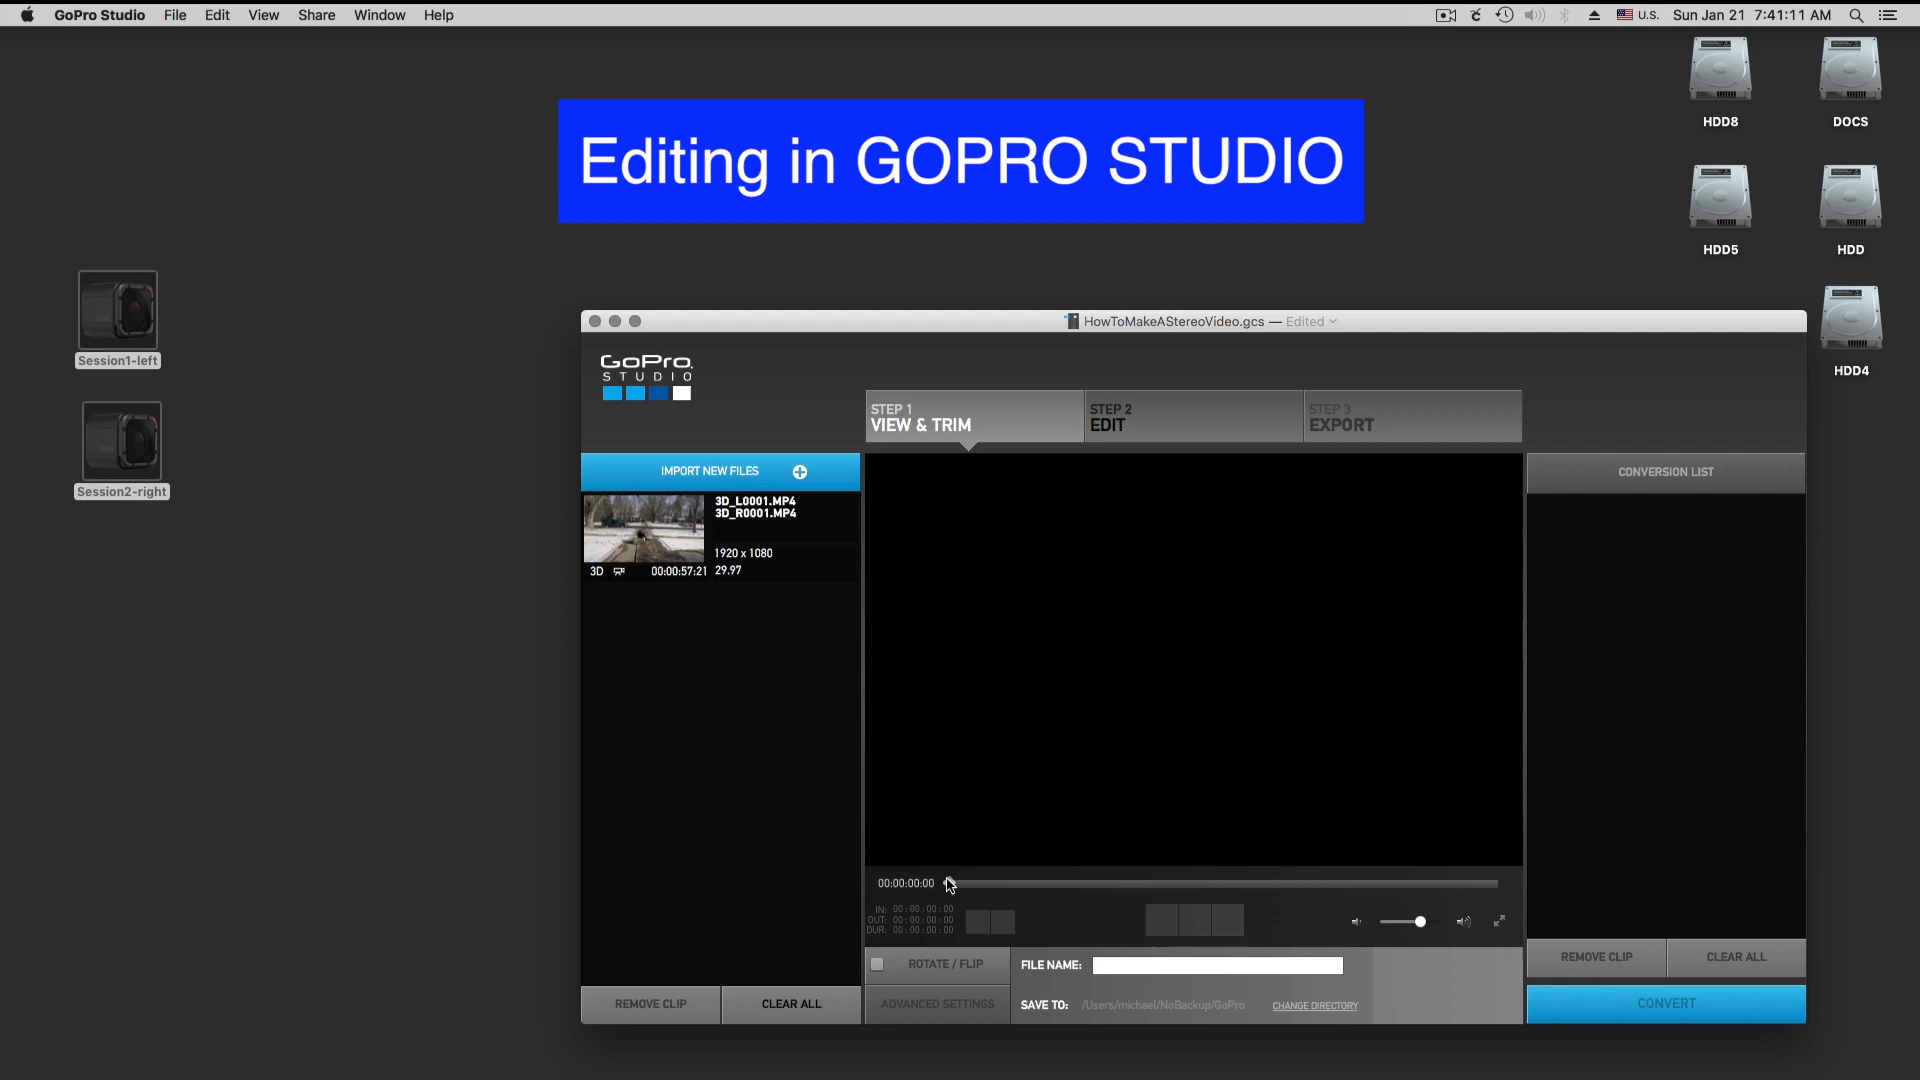 GoPro Studio File Edit View Share Window Help U.S. Sun Jan 21 7:41:11 AM
HDD8 DOCS
Editing in GOPRO STUDIO
HDD5 HDD
HowToMakeAStereoVideo.gcs — Edited
Session1-left
GoPro
STUDIO
HDD4
STEP 1
VIEW & TRIM
STEP 2
EDIT
STEP 3
EXPORT
IMPORT NEW FILES
CONVERSION LIST
Session2-right
3D_L0001.MP4
3D_R0001.MP4
1920 x 1080
3D 00:00:57:21 29.97
00:00:00:00
IN: 00:00:00:00
OUT: 00:00:00:00
DUR: 00:00:00:00
ROTATE / FLIP
FILE NAME:
REMOVE CLIP CLEAR ALL
REMOVE CLIP CLEAR ALL
ADVANCED SETTINGS
SAVE TO: /Users/michael/NoBackup/GoPro CHANGE DIRECTORY
CONVERT